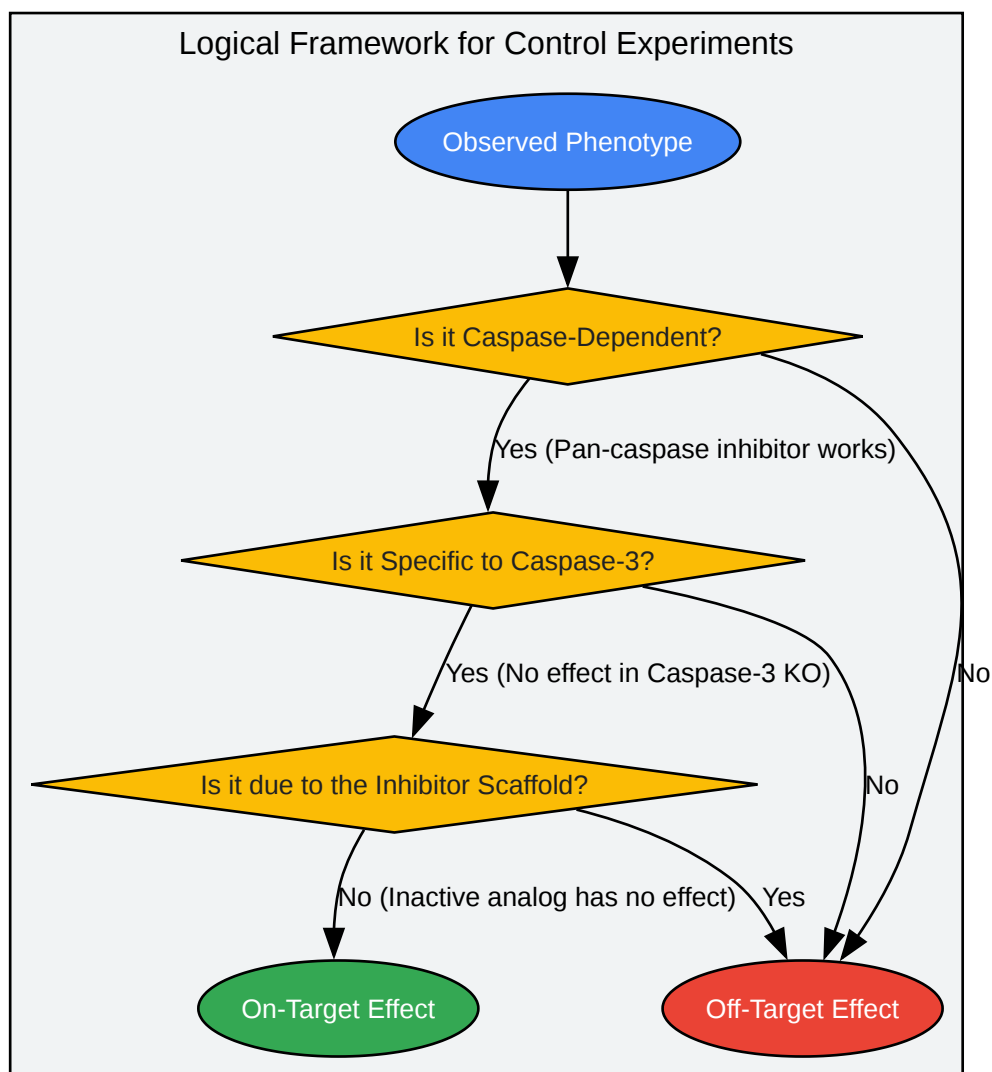 Logical Framework for Control Experiments
Observed Phenotype
Is it Caspase-Dependent?
Yes (Pan-caspase inhibitor works)
Is it Specific to Caspase-3?
Yes (No effect in Caspase-3 KO)
No
Is it due to the Inhibitor Scaffold?
No
No (Inactive analog has no effect)
Yes
On-Target Effect
Off-Target Effect